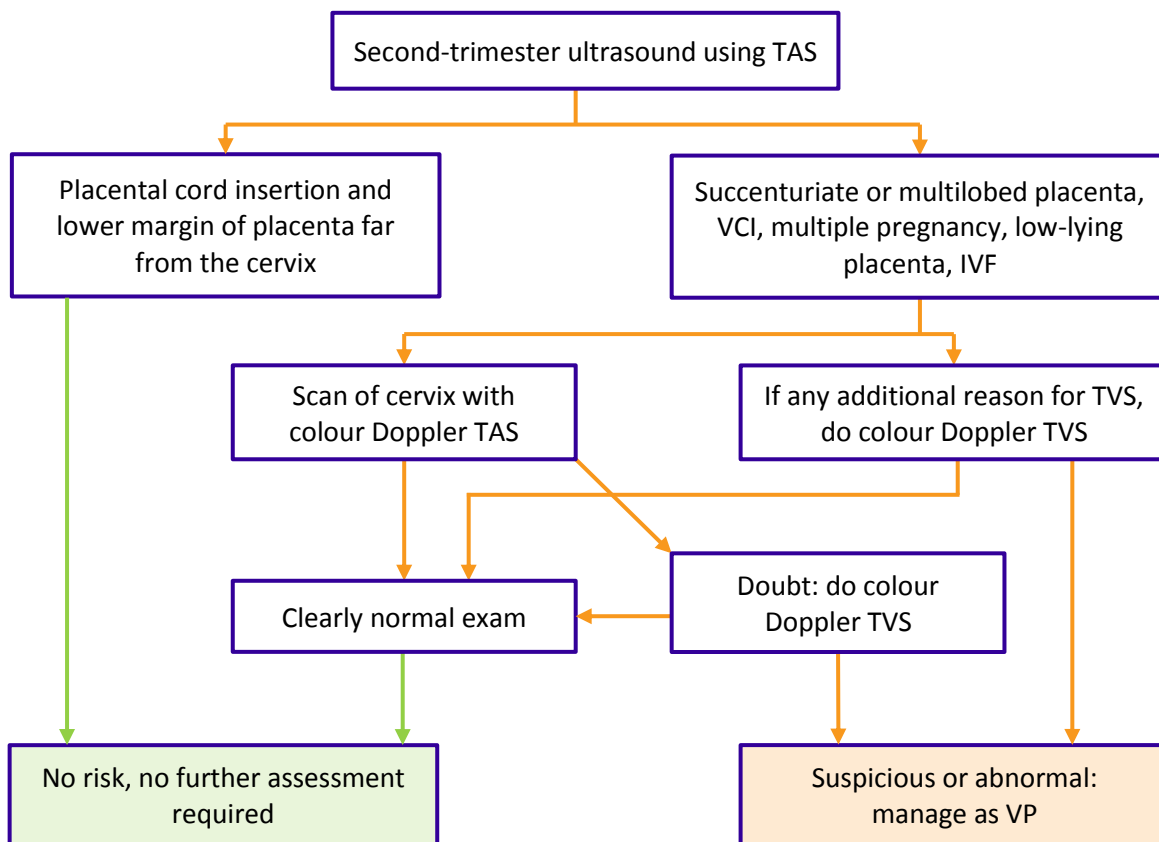 Second-trimester ultrasound using TAS
Placental cord insertion and
lower margin of placenta far
from the cervix
Succenturiate or multilobed placenta,
VCI, multiple pregnancy, low-lying
placenta, IVF
Scan of cervix with
colour Doppler TAS
If any additional reason for TVS,
do colour Doppler TVS
Clearly normal exam
Doubt: do colour
Doppler TVS
No risk, no further assessment
required
Suspicious or abnormal:
manage as VP